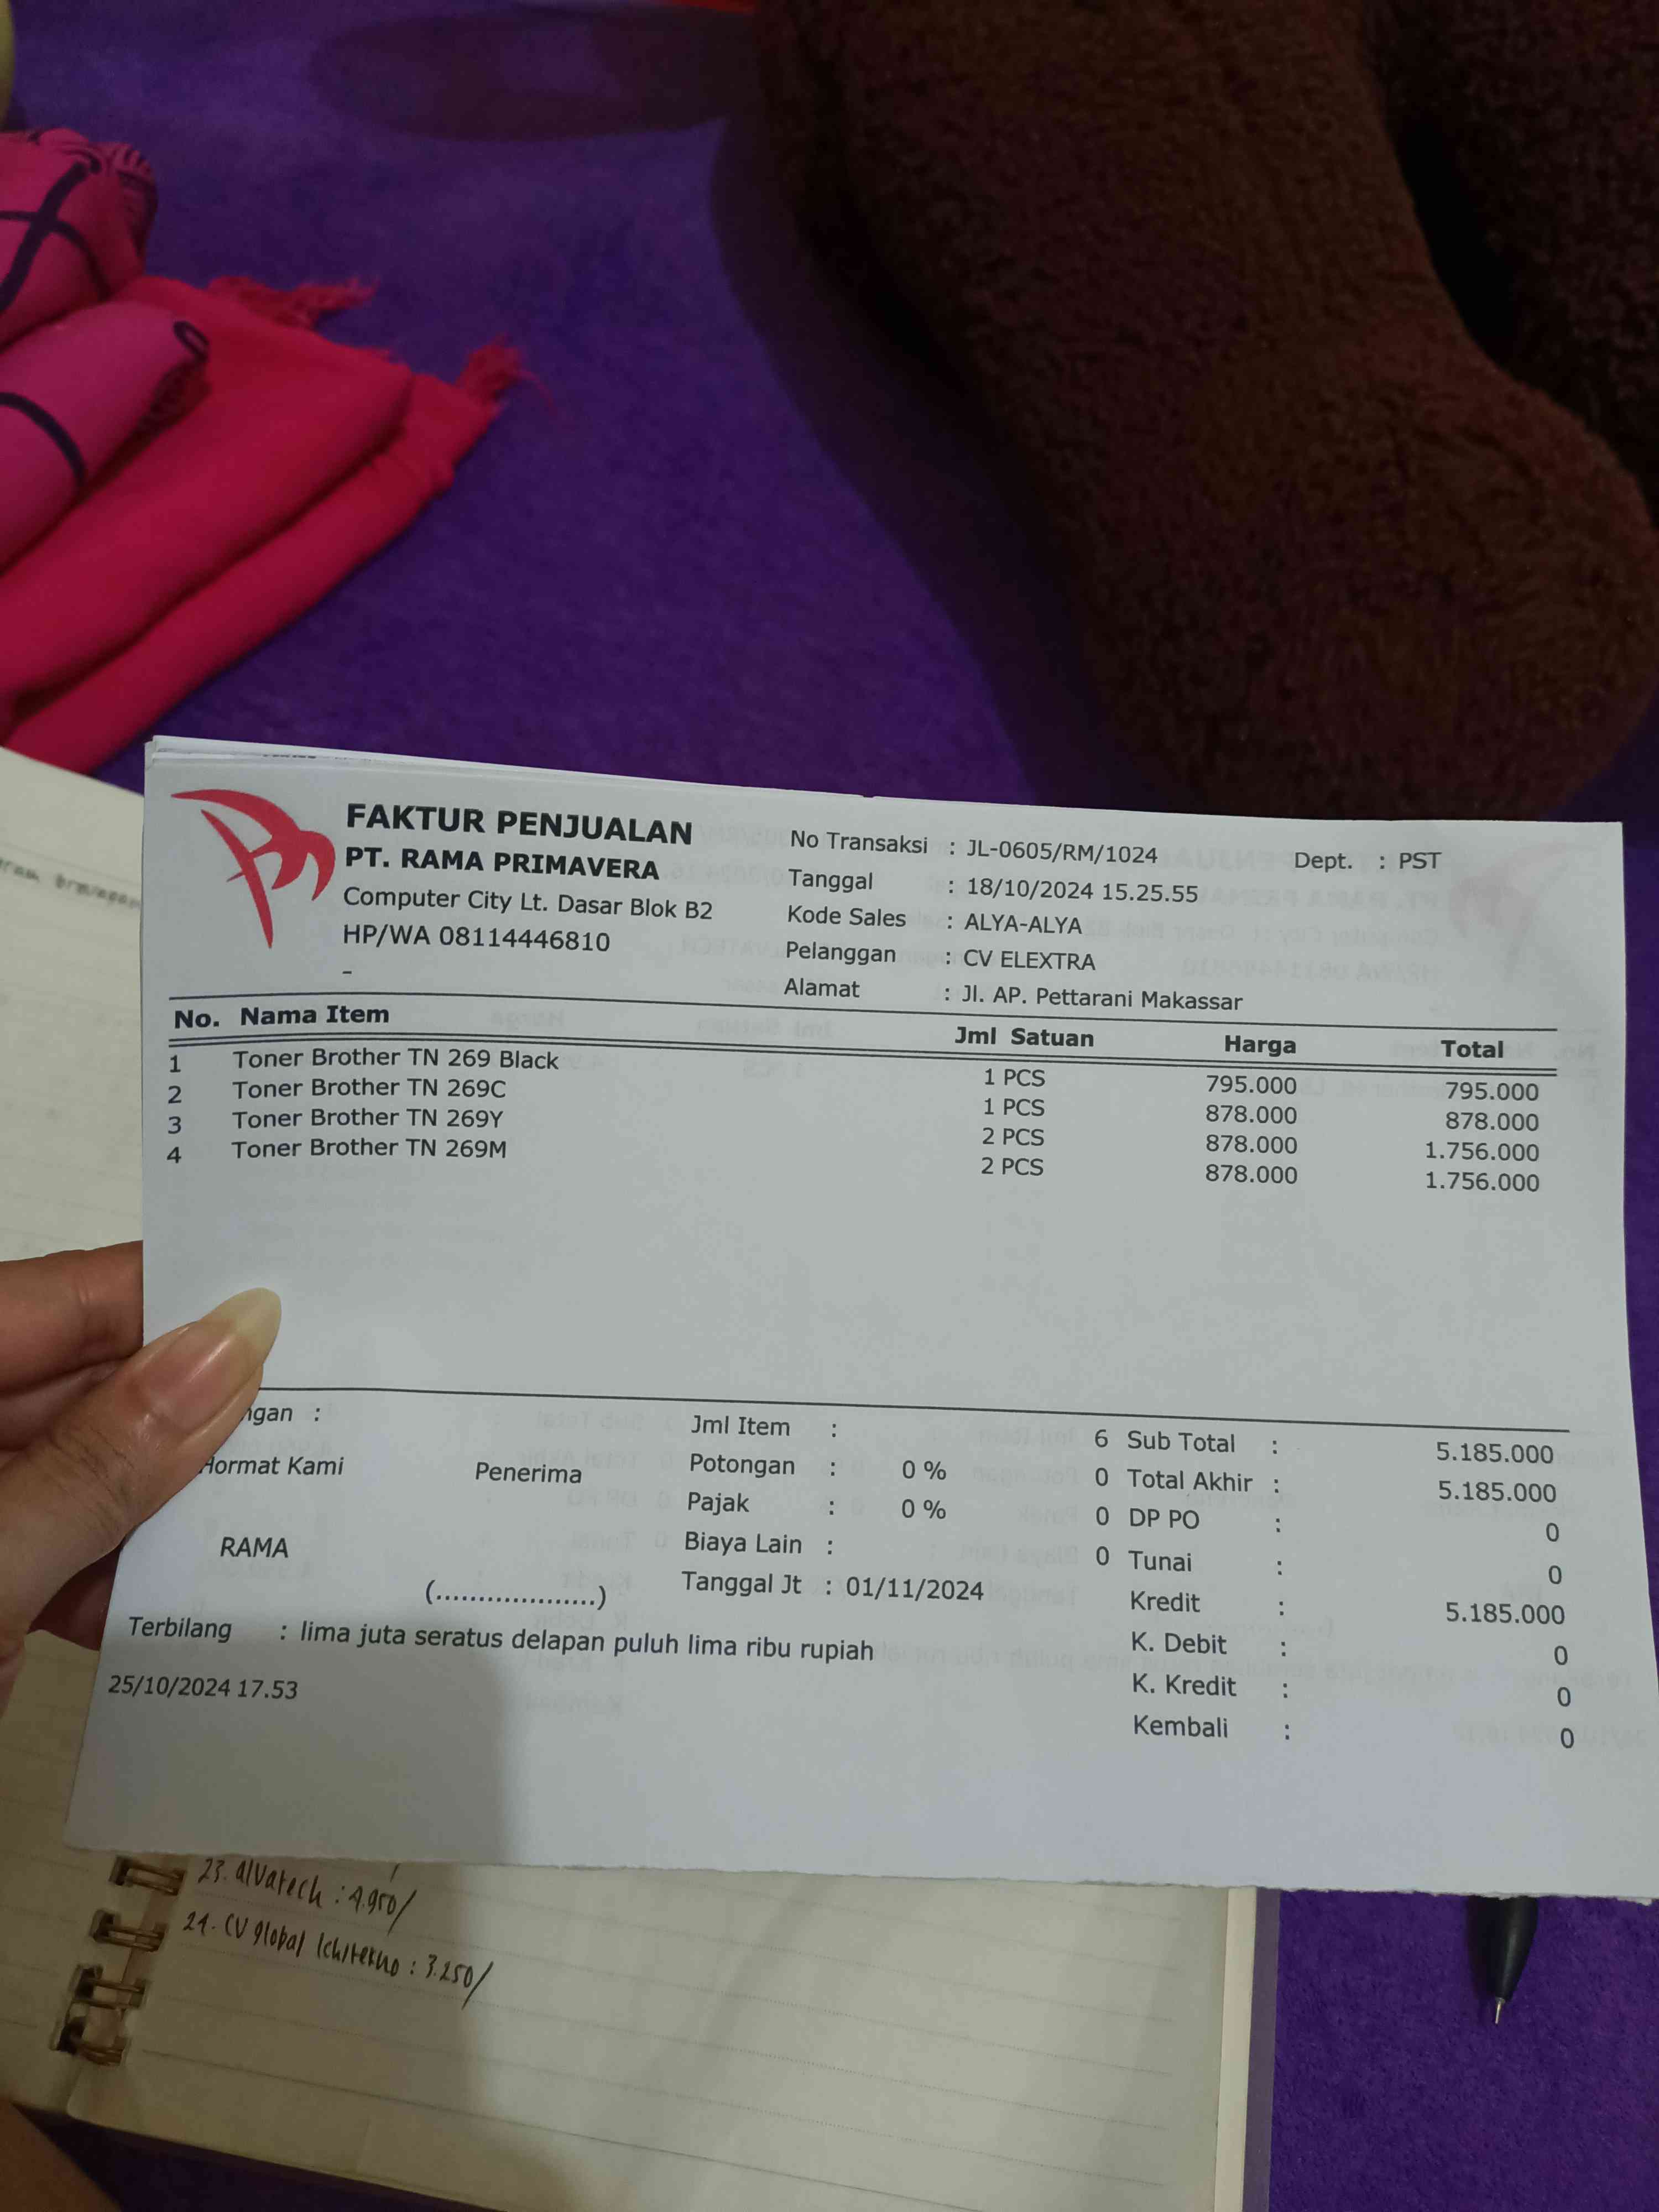 FAKTUR PENJUALAN
PT. RAMA PRIMAVERA
Computer City Lt. Dasar Blok B2
HP/WA 08114446810
-
No Transaksi : JL-0605/RM/1024 Dept. : PST
Tanggal : 18/10/2024 15.25.55
Kode Sales : ALYA-ALYA
Pelanggan : CV ELEXTRA
Alamat : Jl. AP. Pettarani Makassar
No. Nama Item Jml Satuan Harga Total
1 Toner Brother TN 269 Black 1 PCS 795.000 795.000
2 Toner Brother TN 269C 1 PCS 878.000 878.000
3 Toner Brother TN 269Y 2 PCS 878.000 1.756.000
4 Toner Brother TN 269M 2 PCS 878.000 1.756.000
ngan :
Hormat Kami
Penerima
RAMA
(....................)
Jml Item : 6
Potongan : 0 % 0
Pajak : 0 % 0
Biaya Lain : 0
Tanggal Jt : 01/11/2024
Sub Total : 5.185.000
Total Akhir : 5.185.000
DP PO : 0
Tunai : 0
Kredit : 5.185.000
K. Debit : 0
K. Kredit : 0
Kembali : 0
Terbilang : lima juta seratus delapan puluh lima ribu rupiah
25/10/2024 17.53
23. alvatech : 4.950/
24. CV global : 3.250/